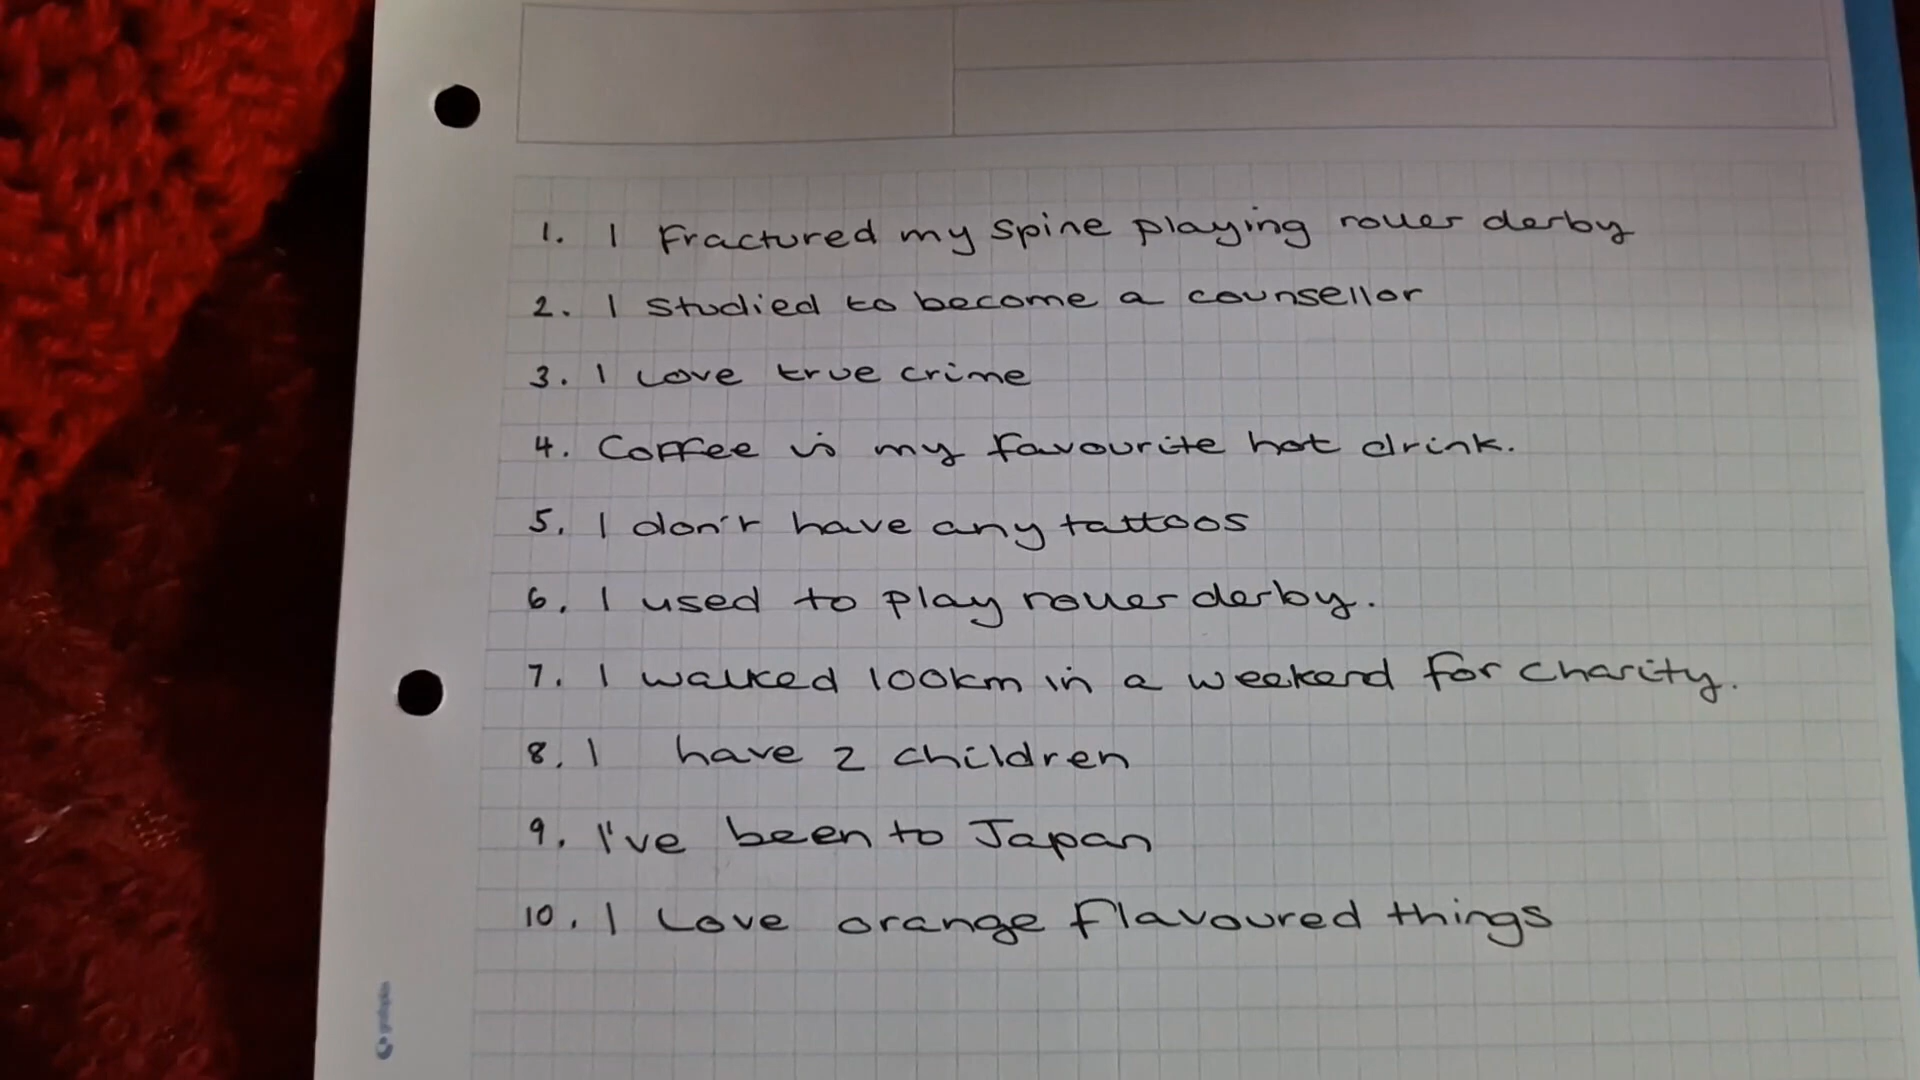 1. I Fractured my spine playing roller derby
2. I studied to become a counsellor
3. I love true crime
4. Coffee is my favourite hot drink.
5. I don't have any tattoos
6. I used to play roller derby.
7. I walked 100km in a weekend for charity.
8. I have 2 children
9. I've been to Japan
10. I love orange flavoured things